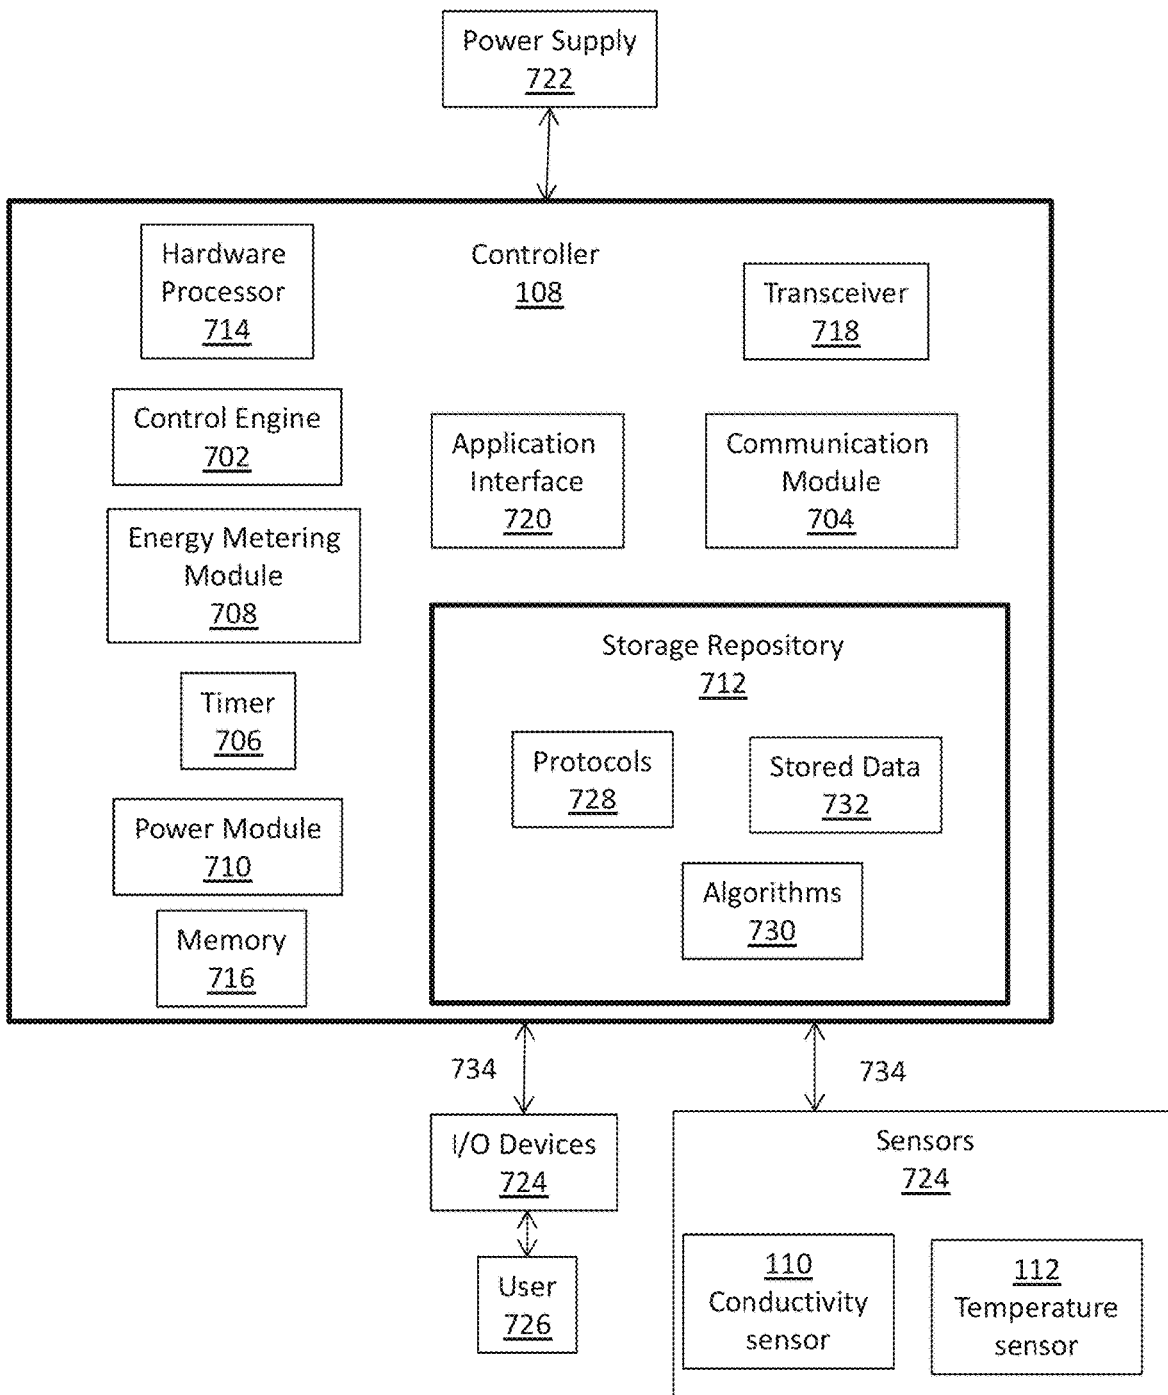 Power Supply
722
Hardware
Processor
714
Controller
108
Transceiver
718
Control Engine
702
Application
Interface
720
Communication
Module
704
Energy Metering
Module
708
Storage Repository
712
Timer
706
Protocols
728
Stored Data
732
Power Module
710
Algorithms
730
Memory
716
734
734
I/O Devices
724
Sensors
724
User
726
110
Conductivity
sensor
112
Temperature
sensor